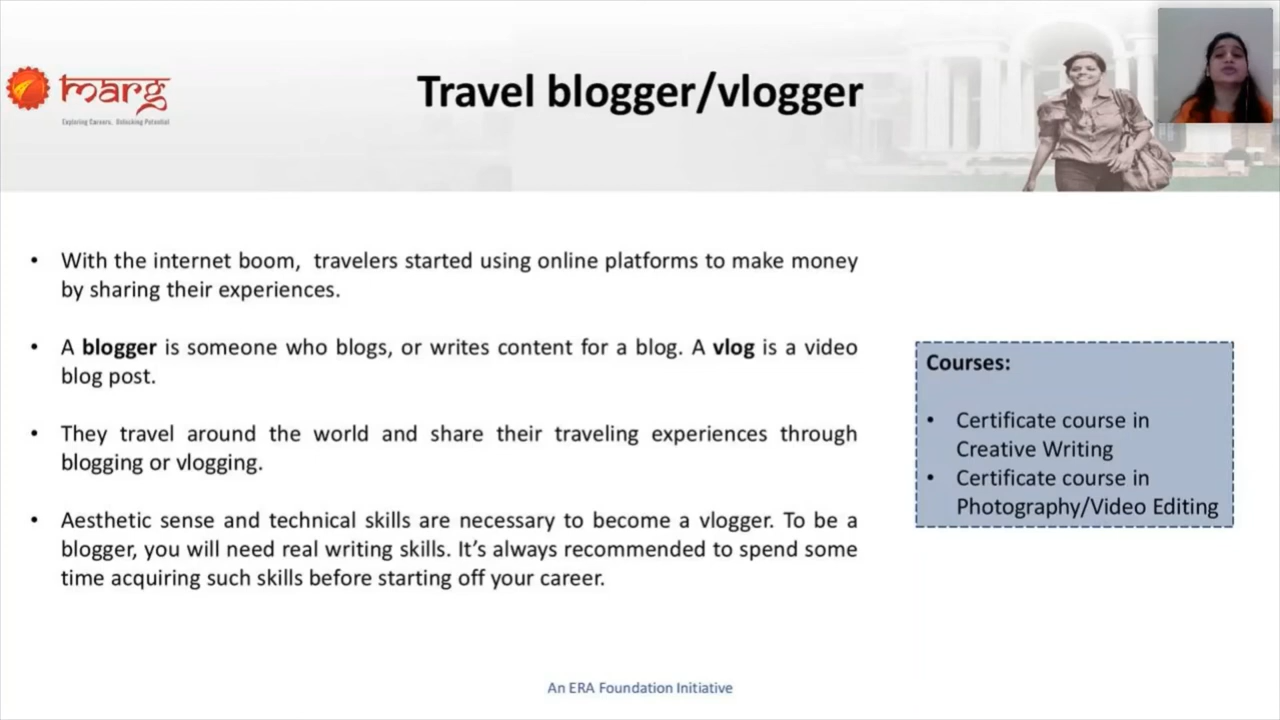 marg
Exploring Careers, Unlocking Potential
Travel blogger/vlogger
• With the internet boom,  travelers started using online platforms to make money
by sharing their experiences.
• A blogger is someone who blogs, or writes content for a blog. A vlog is a video
blog post.
• They travel around the world and share their traveling experiences through
blogging or vlogging.
• Aesthetic sense and technical skills are necessary to become a vlogger. To be a
blogger, you will need real writing skills. It’s always recommended to spend some
time acquiring such skills before starting off your career.
Courses:
• Certificate course in
Creative Writing
• Certificate course in
Photography/Video Editing
An ERA Foundation Initiative